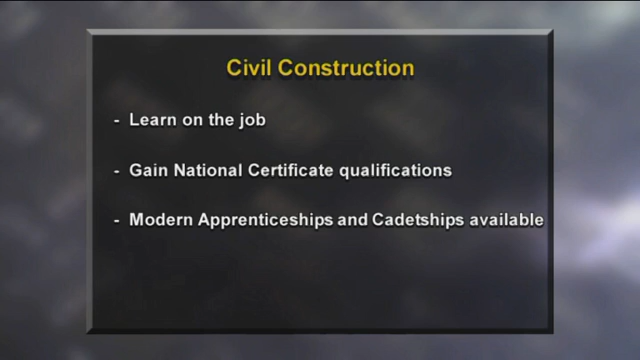 Civil Construction
- Learn on the job
- Gain National Certificate qualifications
- Modern Apprenticeships and Cadetships available